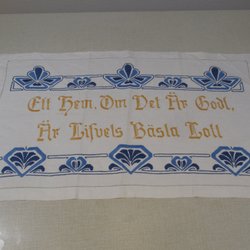 Ett Hem, Om Det Är Godt,
Är Lifvets Bästa Lott